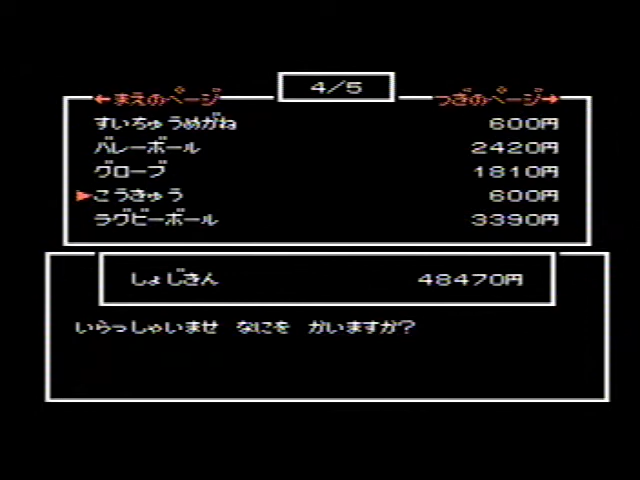 4/5
←まえのページ つぎのページ→
すいちゅうめがね 600円
バレーボール 2420円
グローブ 1810円
▶こうきゅう 600円
ラグビーボール 3390円
しょじきん 48470円
いらっしゃいませ なにを かいますか?